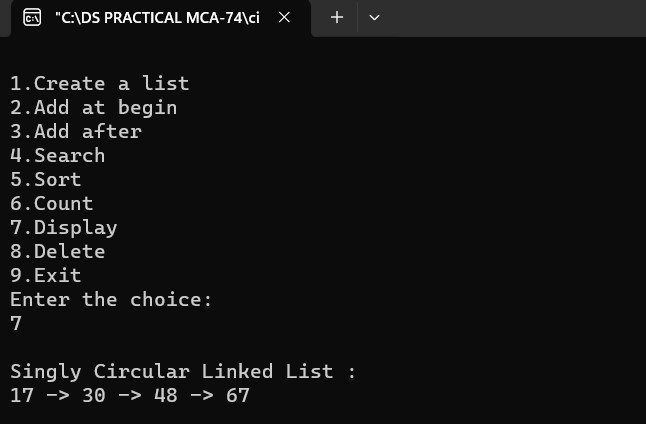 "C:\DS PRACTICAL MCA-74\ci
1.Create a list
2.Add at begin
3.Add after
4.Search
5.Sort
6.Count
7.Display
8.Delete
9.Exit
Enter the choice:
7
Singly Circular Linked List :
17 -> 30 -> 48 -> 67